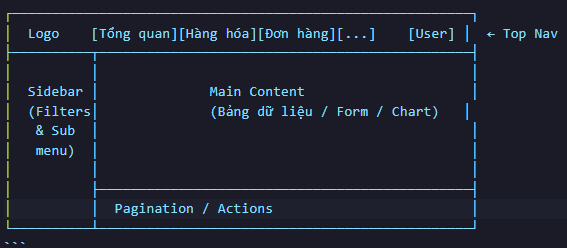 Logo [Tổng quan][Hàng hóa][Đơn hàng][...] [User] ← Top Nav
Sidebar Main Content
(Filters (Bảng dữ liệu / Form / Chart)
& Sub
menu)
Pagination / Actions
```